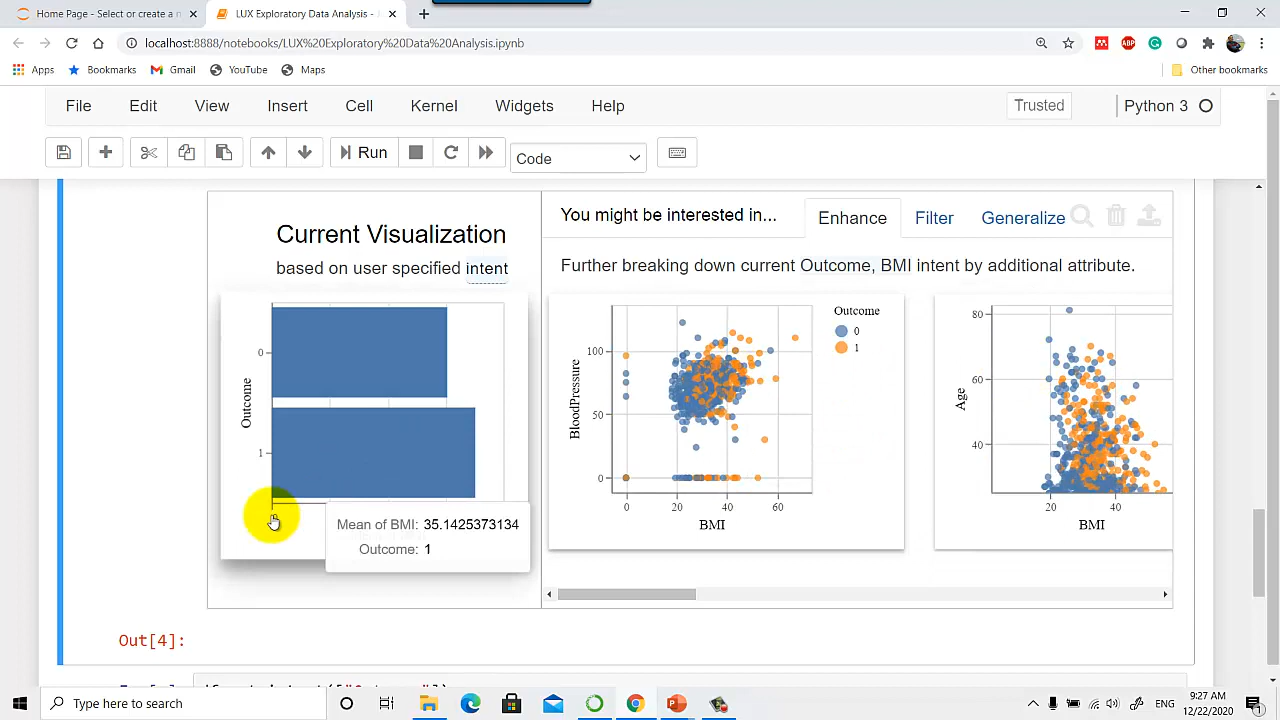 Home Page - Select or create a n
LUX Exploratory Data Analysis -
localhost:8888/notebooks/LUX%20Exploratory%20Data%20Analysis.ipynb
ABP
Apps
Bookmarks
Gmail
YouTube
Maps
Other bookmarks
File
Edit
View
Insert
Cell
Kernel
Widgets
Help
Trusted
Python 3
Run
Code
Current Visualization
based on user specified intent
Outcome
0
1
0
Mean of BMI: 35.1425373134
Outcome: 1
You might be interested in...
Enhance
Filter
Generalize
Further breaking down current Outcome, BMI intent by additional attribute.
BloodPressure
100
50
0
0
20
40
60
BMI
Outcome
0
1
Age
80
60
40
20
40
BMI
Out[4]:
Type here to search
ENG
9:27 AM
12/22/2020
1